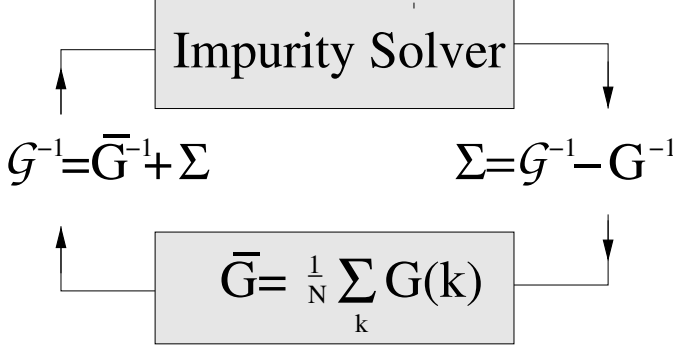 Impurity Solver
𝒢⁻¹=G̅⁻¹+Σ
Σ=𝒢⁻¹−G⁻¹
G̅= 1/N Σ G(k)
k